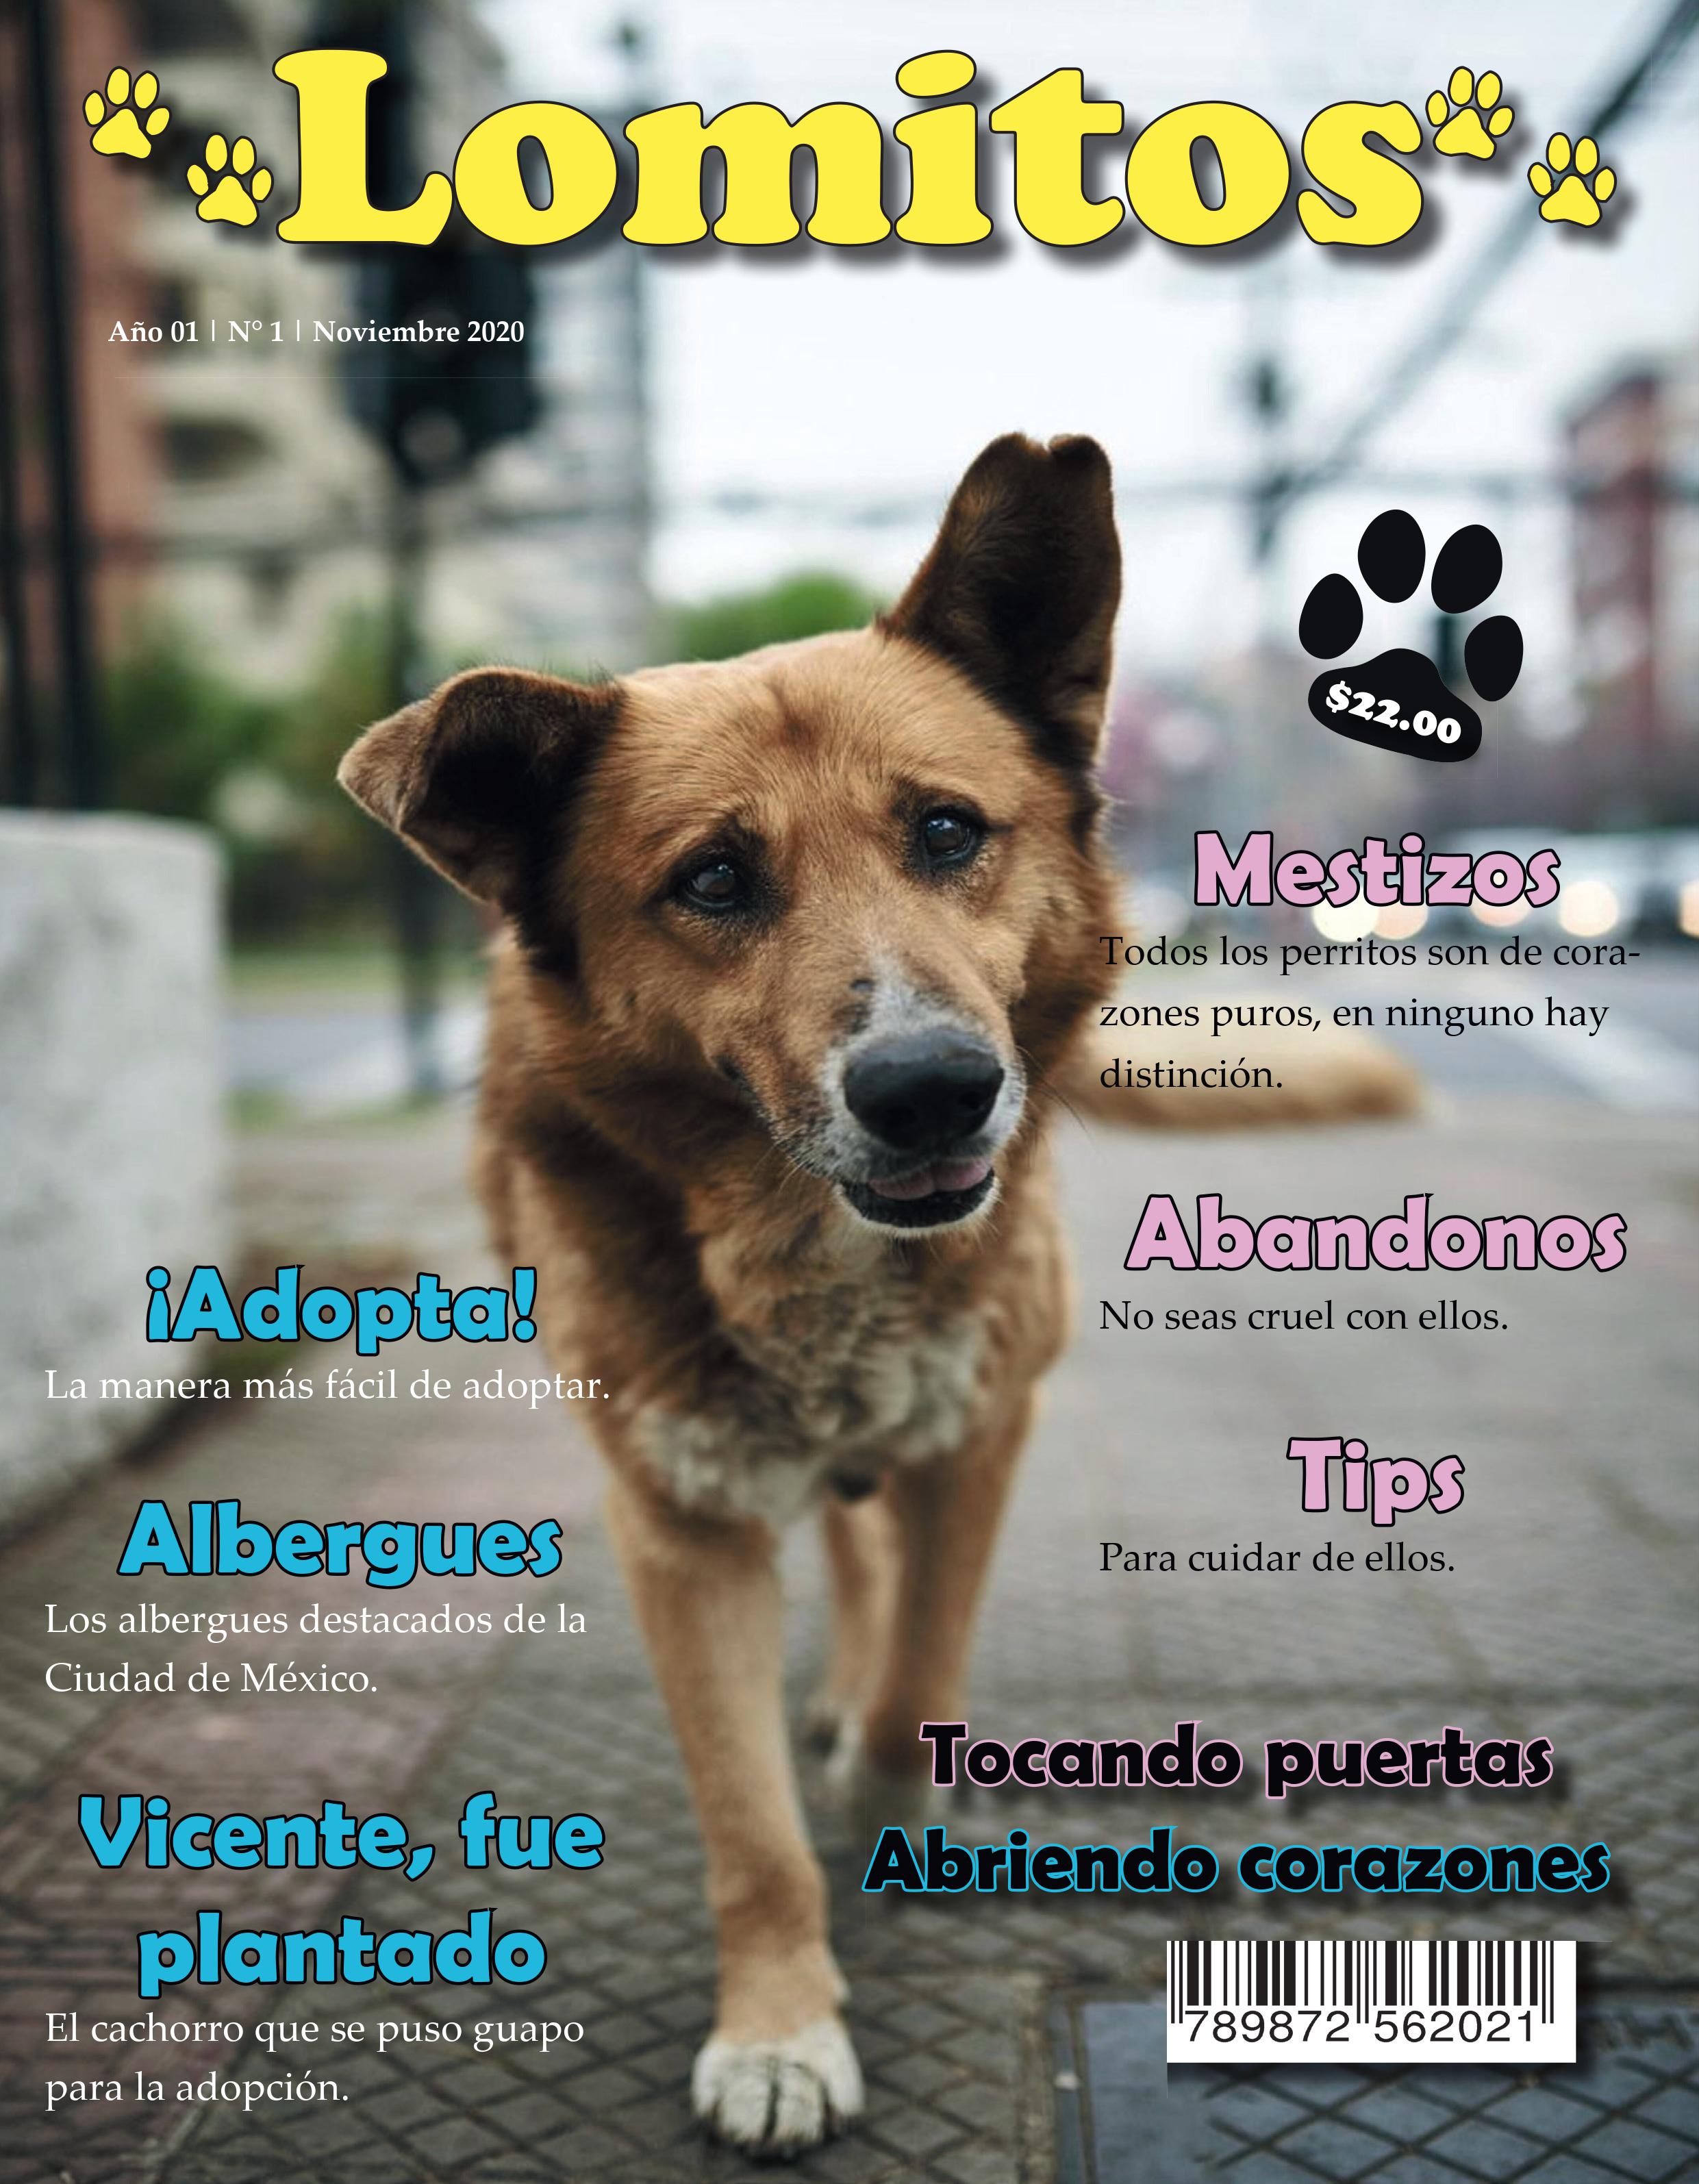 Lomitos
Año 01 | N° 1 | Noviembre 2020
$22.00
Mestizos
Todos los perritos son de cora-
zones puros, en ninguno hay
distinción.
Abandonos
No seas cruel con ellos.
Tips
Para cuidar de ellos.
¡Adopta!
La manera más fácil de adoptar.
Albergues
Los albergues destacados de la
Ciudad de México.
Vicente, fue
plantado
El cachorro que se puso guapo
para la adopción.
Tocando puertas
Abriendo corazones
789872 562021